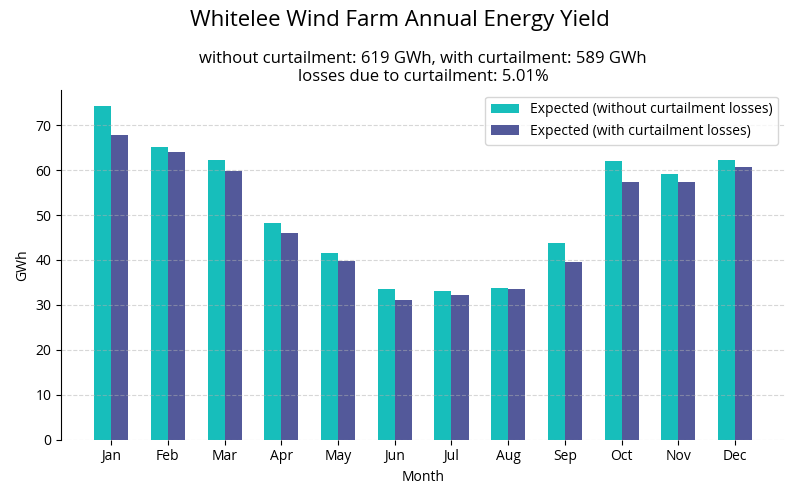 Whitelee Wind Farm Annual Energy Yield
without curtailment: 619 GWh, with curtailment: 589 GWh
losses due to curtailment: 5.01%
Expected (without curtailment losses)
Expected (with curtailment losses)
GWh
70
60
50
40
30
20
10
0
Jan Feb Mar Apr May Jun Jul Aug Sep Oct Nov Dec
Month